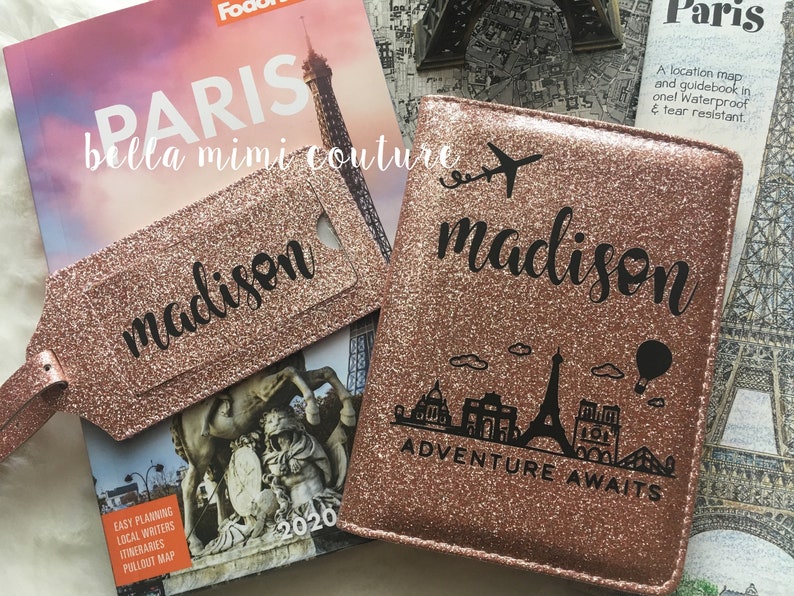 Fodor's
PARIS
bella mimi couture
madison
EASY PLANNING
LOCAL WRITERS
ITINERARIES
PULLOUT MAP
2020
madison
ADVENTURE AWAITS
Paris
A location map
and guidebook in
one! Waterproof
& tear resistant.